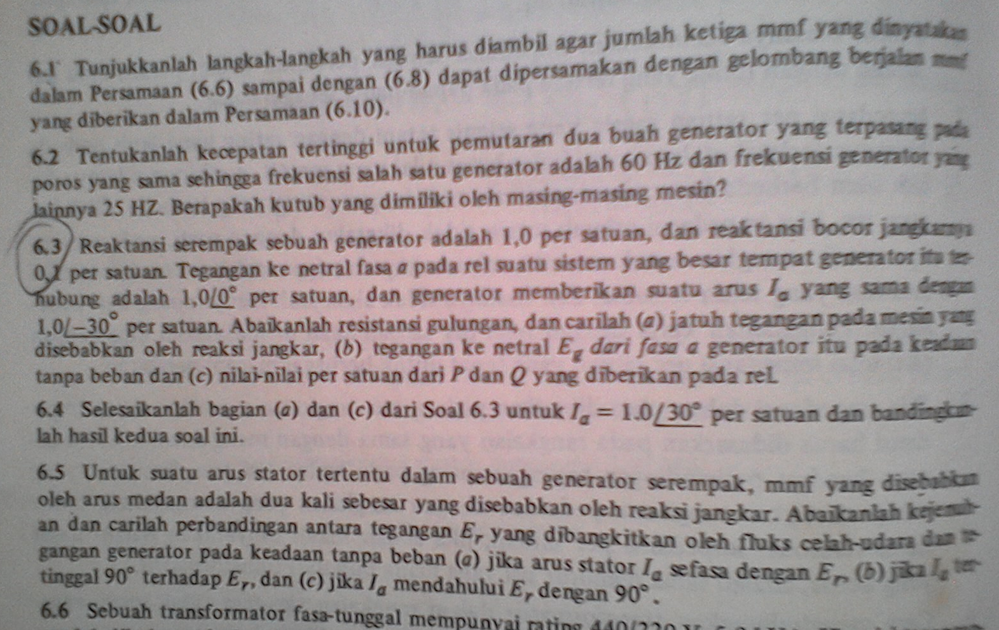 SOAL-SOAL
6.1 Tunjukkanlah langkah-langkah yang harus diambil agar jumlah ketiga mmf yang dinyatakan
dalam Persamaan (6.6) sampai dengan (6.8) dapat dipersamakan dengan gelombang berjalan mmf
yang diberikan dalam Persamaan (6.10).
6.2 Tentukanlah kecepatan tertinggi untuk pemutaran dua buah generator yang terpasang pada
poros yang sama sehingga frekuensi salah satu generator adalah 60 Hz dan frekuensi generator yang
lainnya 25 HZ. Berapakah kutub yang dimiliki oleh masing-masing mesin?
6.3 Reaktansi serempak sebuah generator adalah 1,0 per satuan, dan reaktansi bocor jangkarnya
0,1 per satuan. Tegangan ke netral fasa a pada rel suatu sistem yang besar tempat generator itu ter-
hubung adalah 1,0/0° per satuan, dan generator memberikan suatu arus Ia yang sama dengan
1,0/−30° per satuan. Abaikanlah resistansi gulungan, dan carilah (a) jatuh tegangan pada mesin yang
disebabkan oleh reaksi jangkar, (b) tegangan ke netral Eg dari fasa a generator itu pada keadaan
tanpa beban dan (c) nilai-nilai per satuan dari P dan Q yang diberikan pada rel.
6.4 Selesaikanlah bagian (a) dan (c) dari Soal 6.3 untuk Ia = 1.0/30° per satuan dan bandingkan-
lah hasil kedua soal ini.
6.5 Untuk suatu arus stator tertentu dalam sebuah generator serempak, mmf yang disebabkan
oleh arus medan adalah dua kali sebesar yang disebabkan oleh reaksi jangkar. Abaikanlah kejenuh-
an dan carilah perbandingan antara tegangan Er yang dibangkitkan oleh fluks celah-udara dan te-
gangan generator pada keadaan tanpa beban (a) jika arus stator Ia sefasa dengan Er, (b) jika Ia ter-
tinggal 90° terhadap Er, dan (c) jika Ia mendahului Er dengan 90°.
6.6 Sebuah transformator fasa-tunggal mempunyai rating 440/220